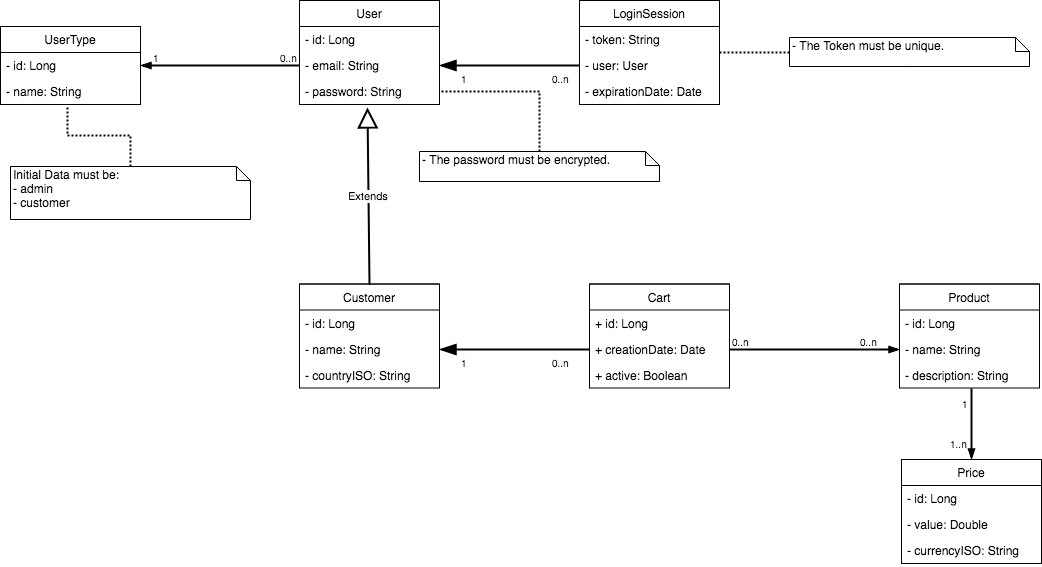 User
- id: Long
- email: String
- password: String
LoginSession
- token: String
- user: User
- expirationDate: Date
UserType
- id: Long
- name: String
- The Token must be unique.
1
0..n
1
0..n
- The password must be encrypted.
Initial Data must be:
- admin
- customer
Extends
Customer
- id: Long
- name: String
- countryISO: String
Cart
+ id: Long
+ creationDate: Date
+ active: Boolean
Product
- id: Long
- name: String
- description: String
1
0..n
0..n
0..n
1
1..n
Price
- id: Long
- value: Double
- currencyISO: String